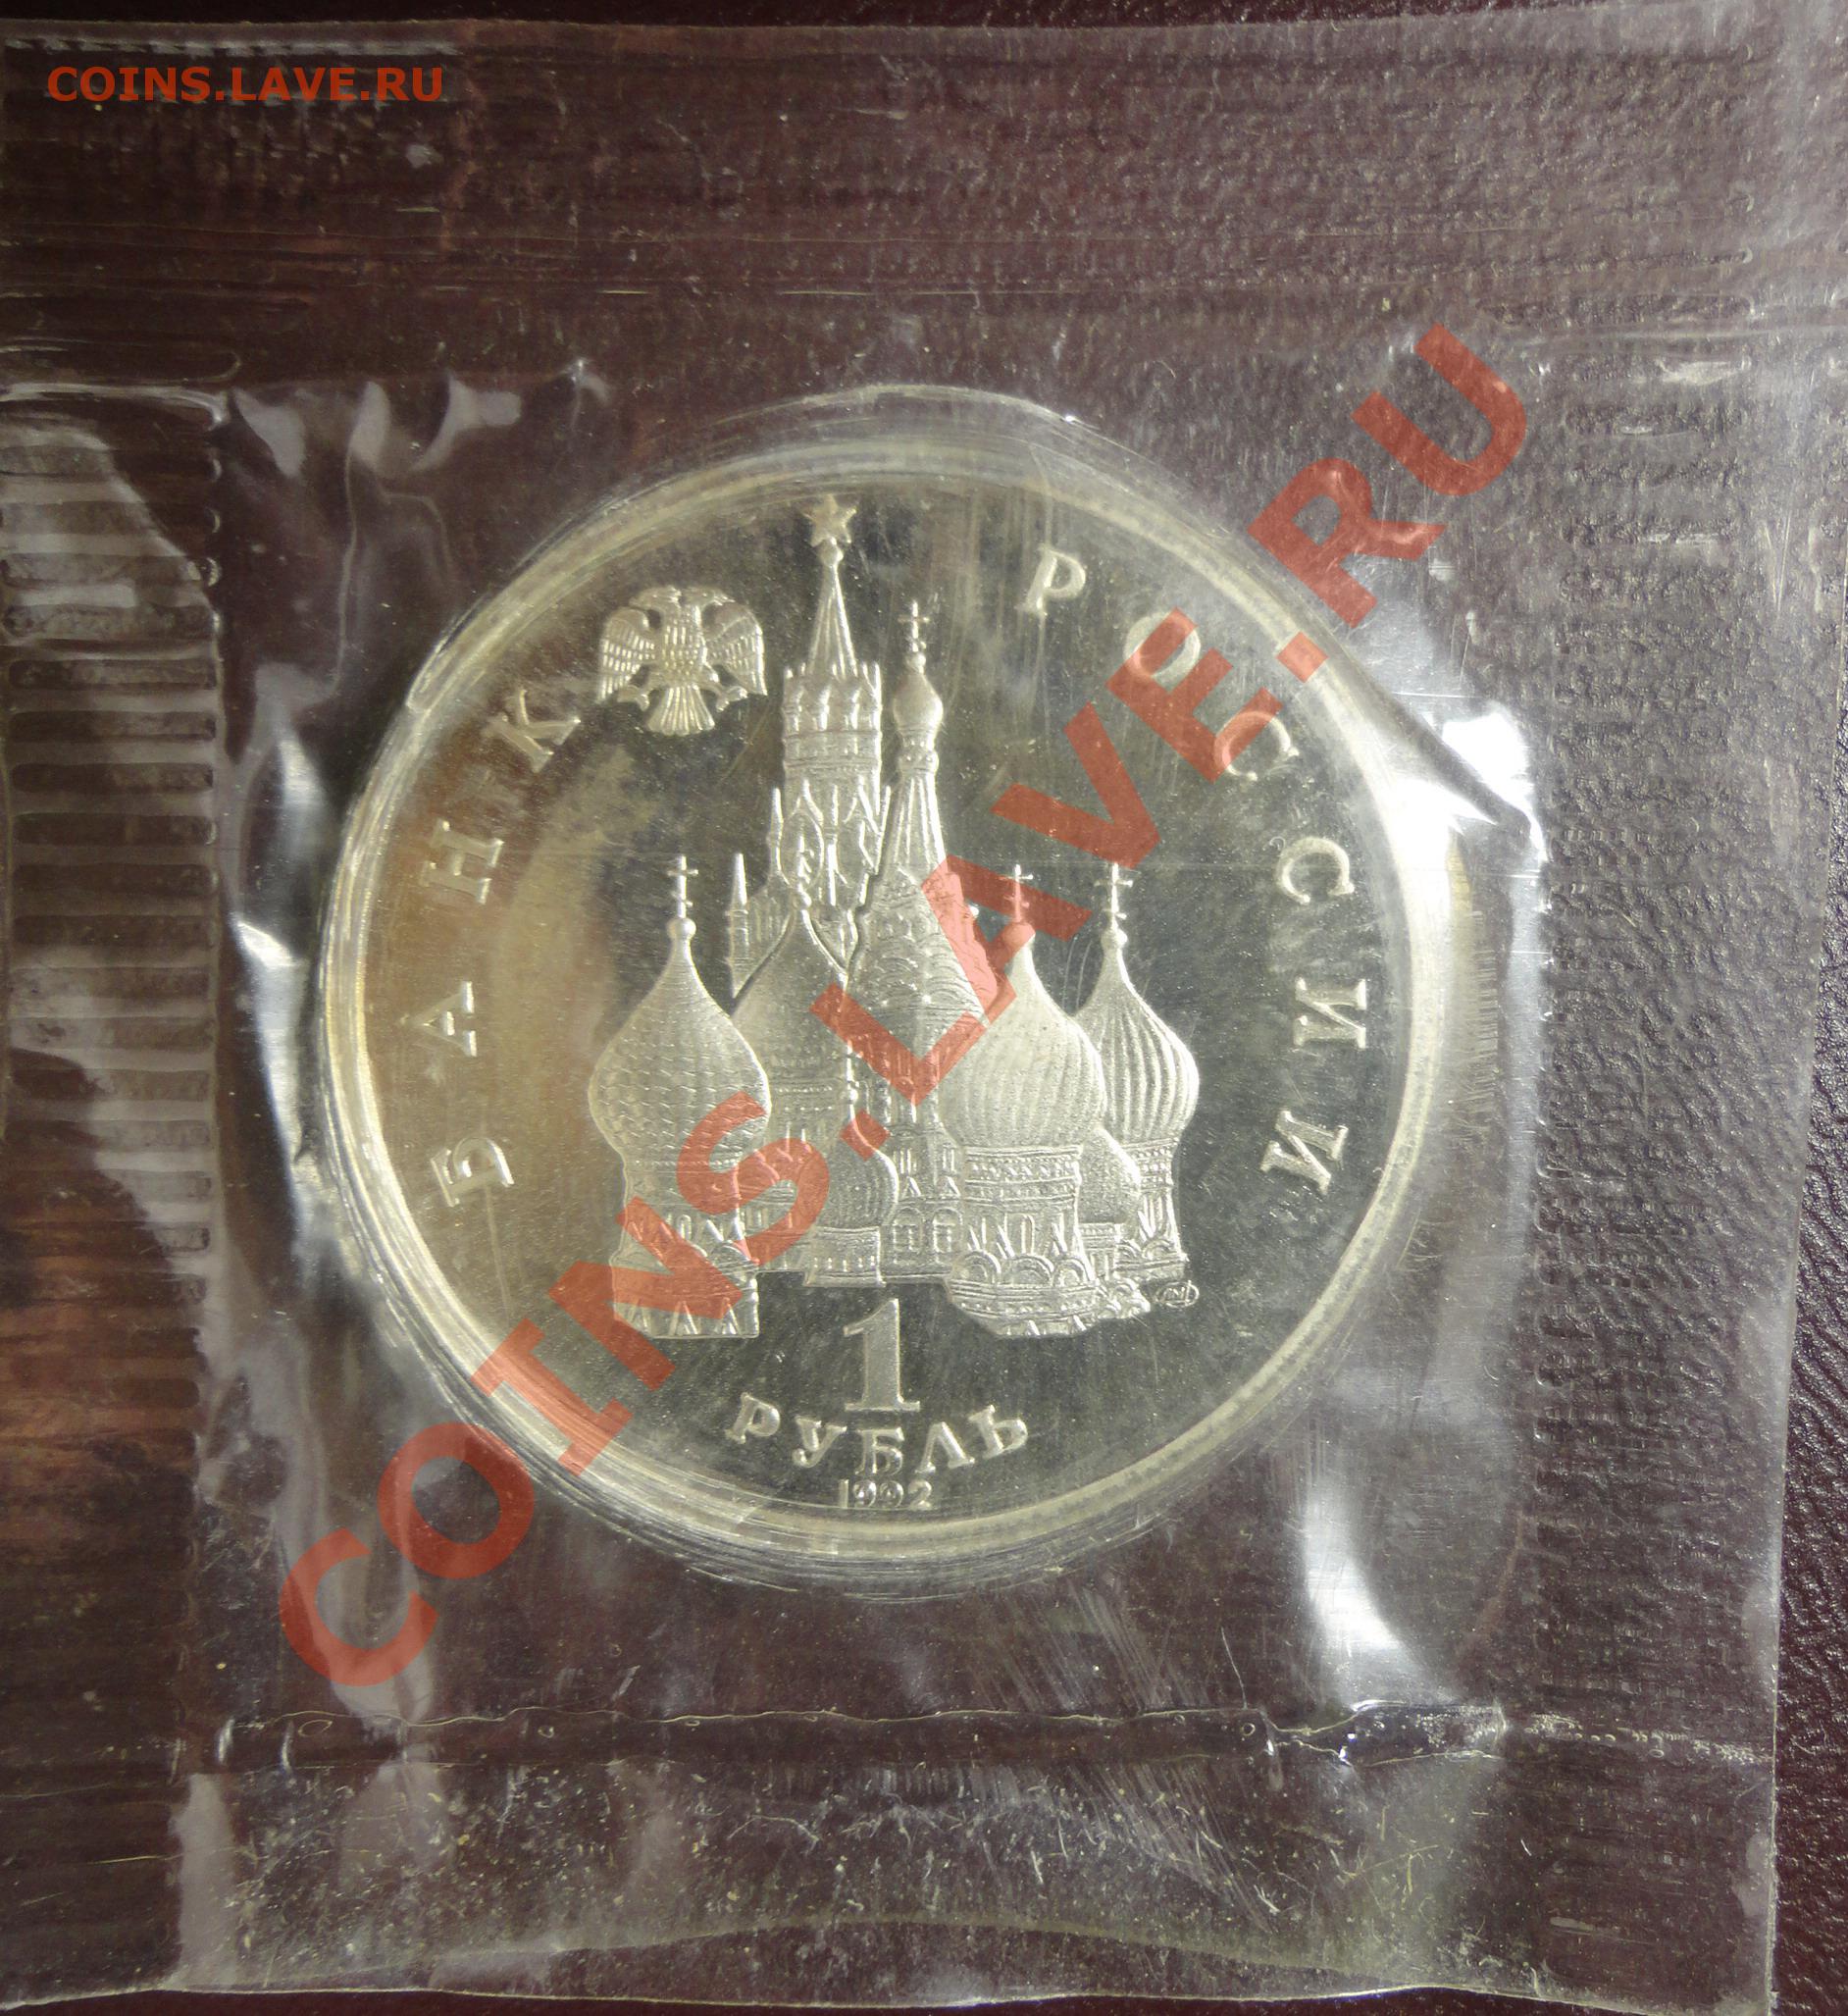 COINS.LAVE.RU
БАНК РОССИИ
1
РУБЛЬ
1992
COINS.LAVE.RU